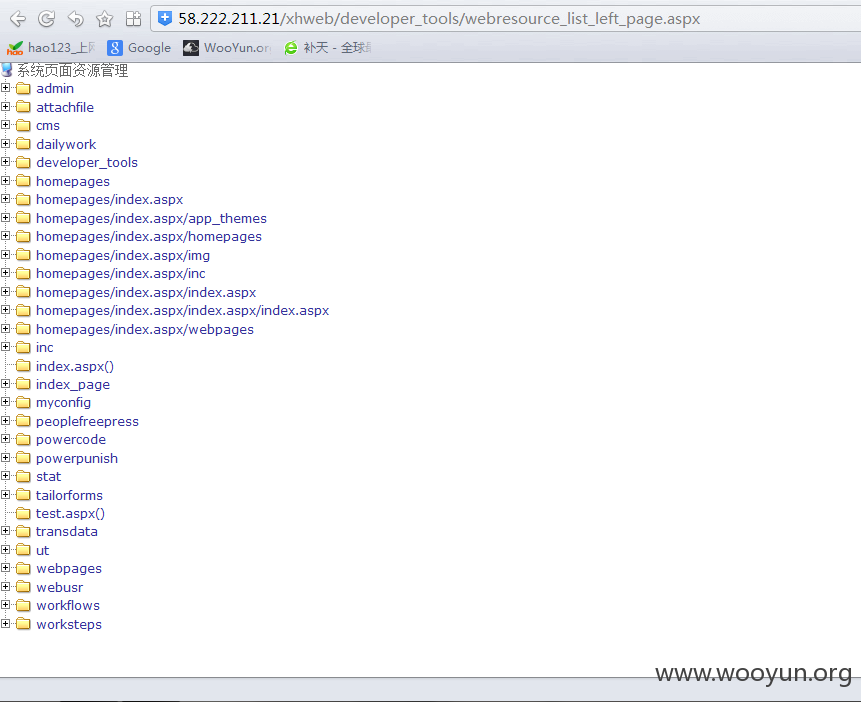 58.222.211.21/xhweb/developer_tools/webresource_list_left_page.aspx
hao123_上网 Google WooYun.or 补天 - 全球
系统页面资源管理
admin
attachfile
cms
dailywork
developer_tools
homepages
homepages/index.aspx
homepages/index.aspx/app_themes
homepages/index.aspx/homepages
homepages/index.aspx/img
homepages/index.aspx/inc
homepages/index.aspx/index.aspx
homepages/index.aspx/index.aspx/index.aspx
homepages/index.aspx/webpages
inc
index.aspx()
index_page
myconfig
peoplefreepress
powercode
powerpunish
stat
tailorforms
test.aspx()
transdata
ut
webpages
webusr
workflows
worksteps
www.wooyun.org